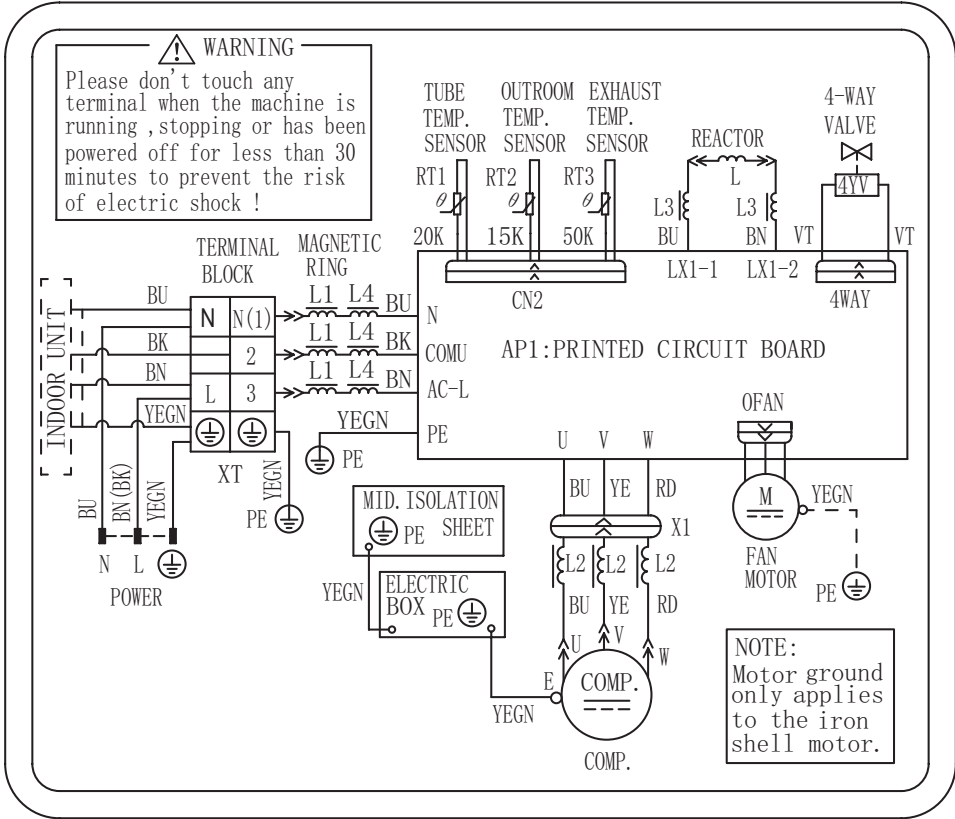 WARNING
Please don't touch any
terminal when the machine is
running ,stopping or has been
powered off for less than 30
minutes to prevent the risk
of electric shock !
TUBE
TEMP.
SENSOR
OUTROOM
TEMP.
SENSOR
EXHAUST
TEMP.
SENSOR
4-WAY
VALVE
REACTOR
L
RT1
RT2
RT3
θ
θ
θ
4YV
L3
L3
20K
15K
50K
BU
BN
VT
VT
LX1-1
LX1-2
CN2
4WAY
TERMINAL
BLOCK
MAGNETIC
RING
INDOOR UNIT
BU
BK
BN
YEGN
N
N(1)
2
L
3
XT
L1
L4
BU
L1
L4
BK
L1
L4
BN
N
COMU
AC-L
PE
AP1:PRINTED CIRCUIT BOARD
YEGN
PE
YEGN
PE
BU
BN(BK)
YEGN
N
L
POWER
OFAN
U
V
W
BU
YE
RD
X1
L2
L2
L2
BU
YE
RD
U
V
W
M
YEGN
FAN
MOTOR
PE
MID. ISOLATION
SHEET
PE
YEGN
ELECTRIC
BOX
PE
YEGN
E
COMP.
COMP.
NOTE:
Motor ground
only applies
to the iron
shell motor.